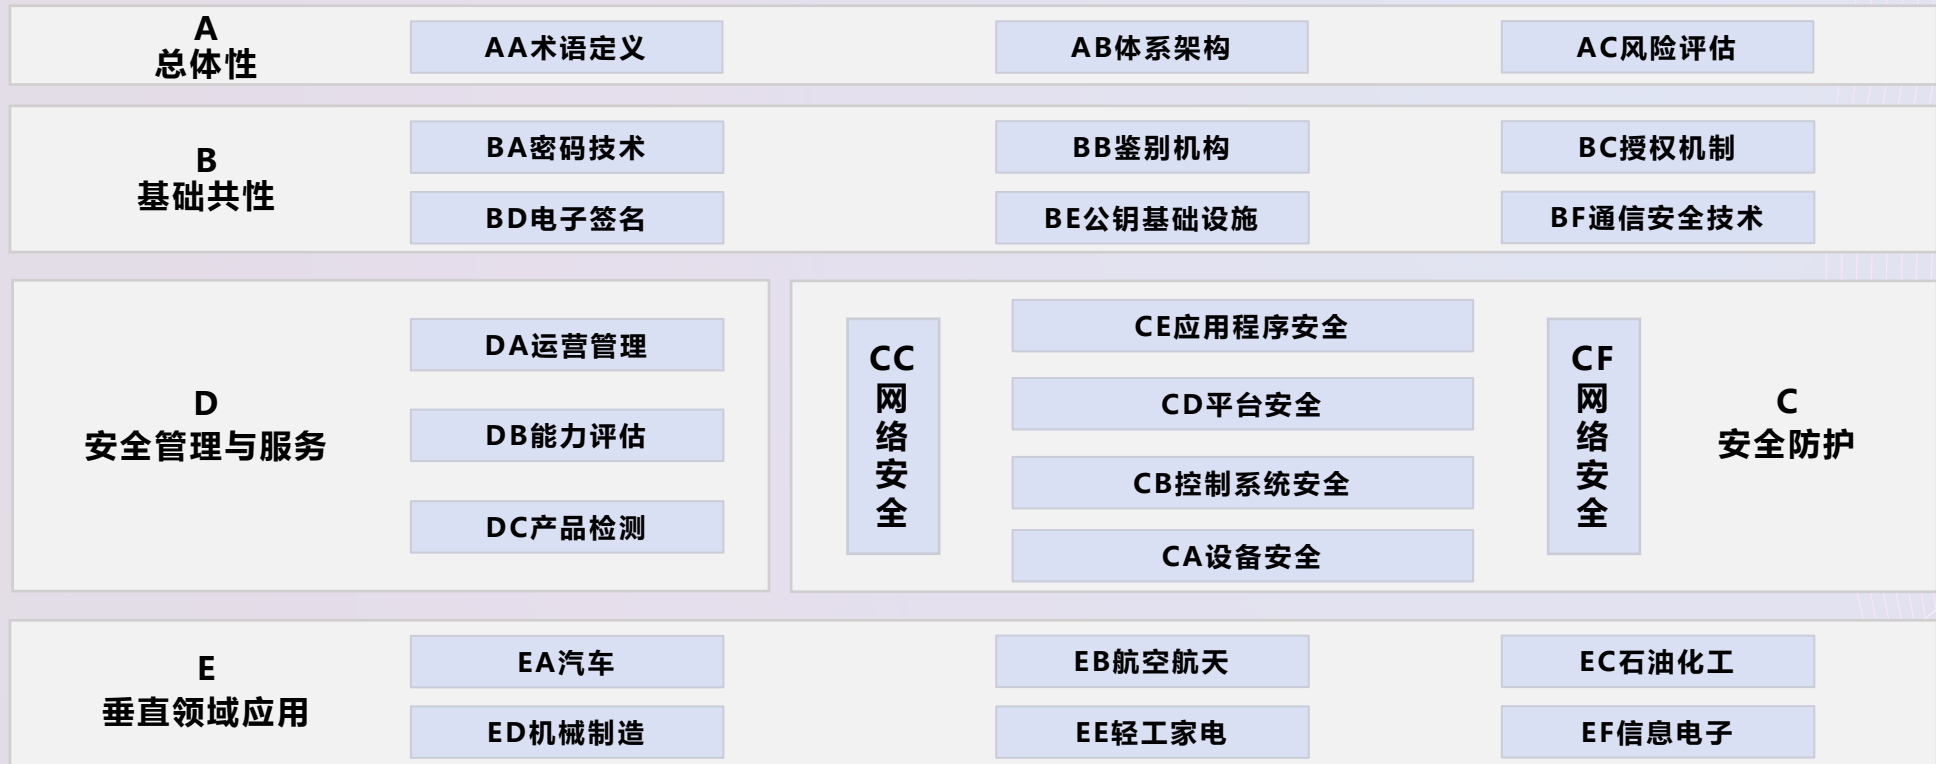 A
总体性
AA术语定义
AB体系架构
AC风险评估
B
基础共性
BA密码技术
BB鉴别机构
BC授权机制
BD电子签名
BE公钥基础设施
BF通信安全技术
D
安全管理与服务
DA运营管理
DB能力评估
DC产品检测
CC
网
络
安
全
CE应用程序安全
CD平台安全
CB控制系统安全
CA设备安全
CF
网
络
安
全
C
安全防护
E
垂直领域应用
EA汽车
EB航空航天
EC石油化工
ED机械制造
EE轻工家电
EF信息电子